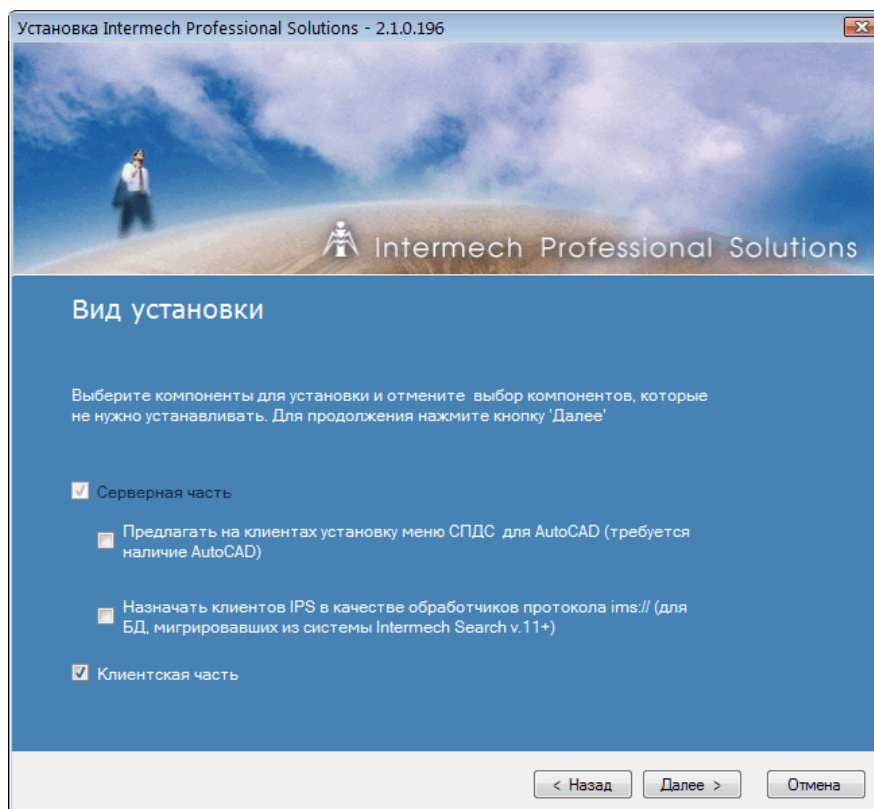 Установка Intermech Professional Solutions - 2.1.0.196
Intermech Professional Solutions
Вид установки
Выберите компоненты для установки и отмените выбор компонентов, которые
не нужно устанавливать. Для продолжения нажмите кнопку 'Далее'
Серверная часть
Предлагать на клиентах установку меню СПДС для AutoCAD (требуется
наличие AutoCAD)
Назначать клиентов IPS в качестве обработчиков протокола ims:// (для
БД, мигрировавших из системы Intermech Search v.11+)
Клиентская часть
< Назад
Далее >
Отмена